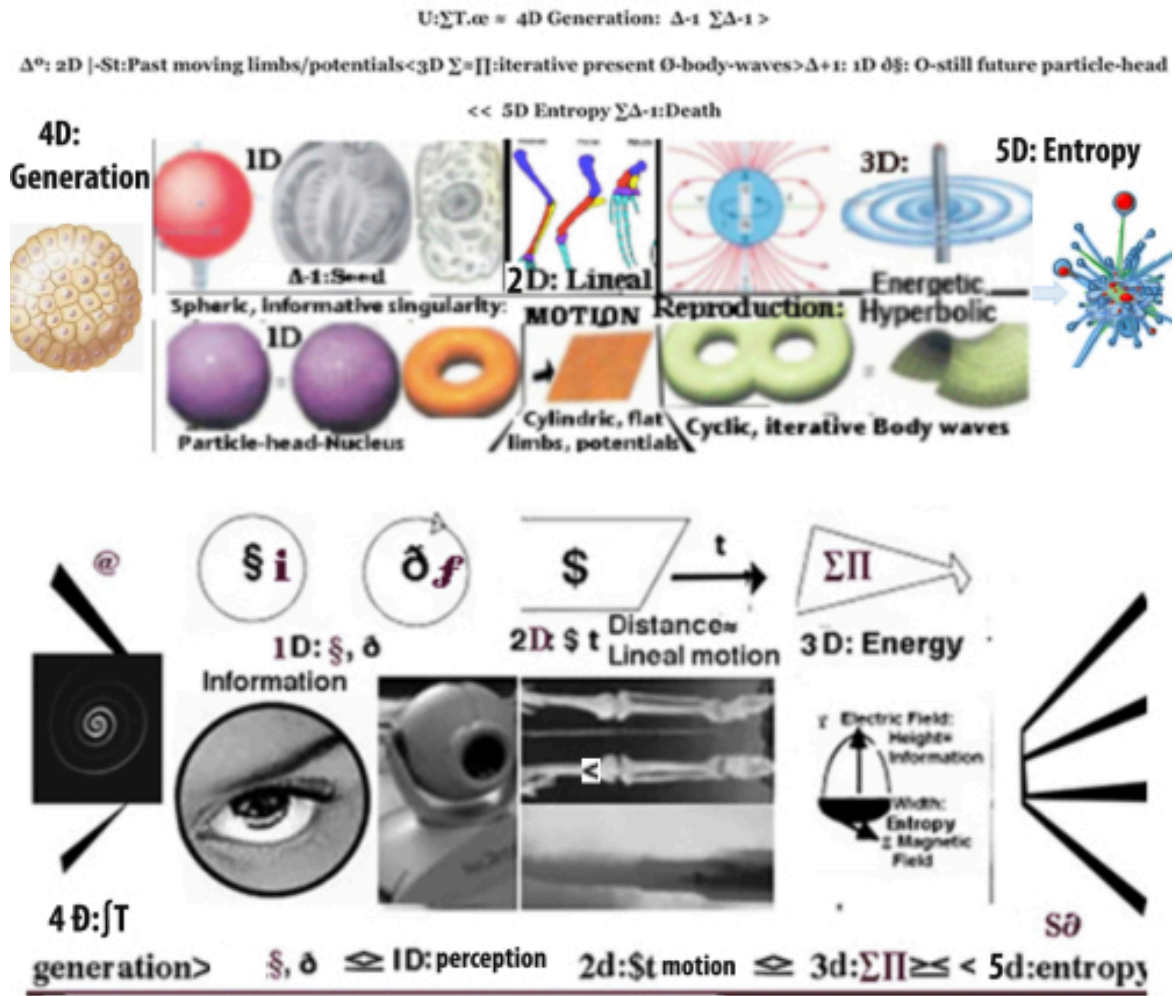 U:∑T.œ ≈ 4D Generation: Δ-1 ∑Δ-1 >
Δº: 2D |-St:Past moving limbs/potentials<3D ∑=∏:iterative present Ø-body-waves>Δ+1: 1D ð§: O-still future particle-head
<< 5D Entropy ∑Δ-1:Death
4D:
Generation
1D
3D:
5D: Entropy
Δ-1:Seed
2D: Lineal
Energetic
Spheric, informative singularity:
MOTION
Reproduction:
Hyperbolic
1D
Particle-head-Nucleus
Cylindric, flat
limbs, potentials
Cyclic, iterative Body waves
@
§ i
ð ƒ
$
t
∑∏
1D: §, ð
Information
2D: $ t
Distance≈
Lineal motion
3D: Energy
<
Electric Field:
Height=
Information
Width:
Entropy
Magnetic
Field
4 Ð:∫T
generation>
S∂
§, ð ⋛ 1D: perception
2d:$t motion ⋚ 3d:∑∏≥≤ < 5d:entropy